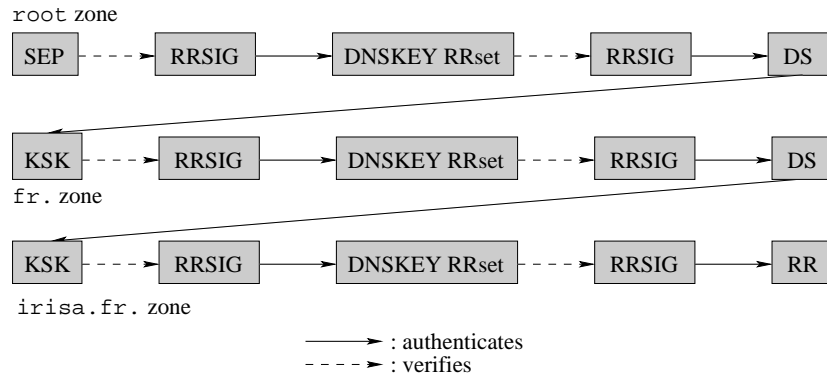 root zone
SEP RRSIG DNSKEY RRset RRSIG DS
KSK RRSIG DNSKEY RRset RRSIG DS
fr. zone
KSK RRSIG DNSKEY RRset RRSIG RR
irisa.fr. zone
: authenticates
: verifies